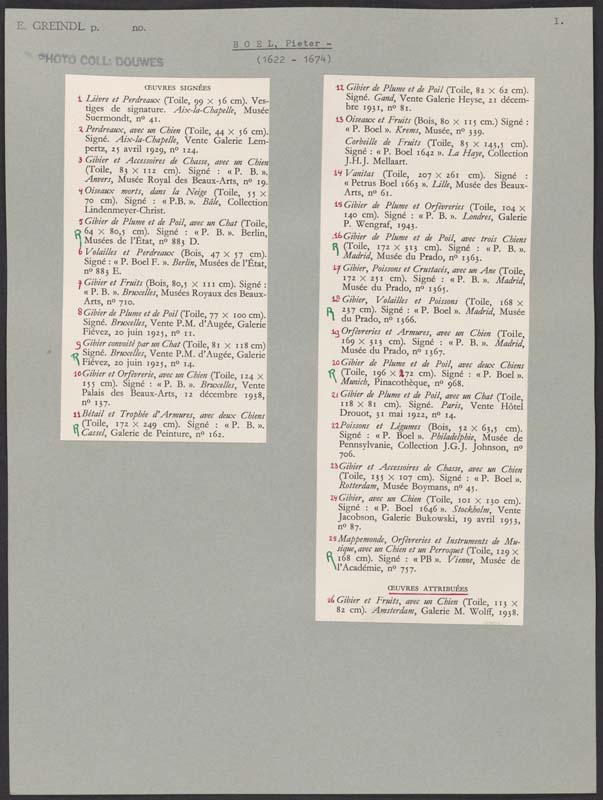 E. GREINDL p. no.
1.
PHOTO COLL: DOUWES
BOEL, Pieter -
(1622 - 1674)
ŒUVRES SIGNÉES
1 Lièvre et Perdreaux (Toile, 99 × 56 cm). Ves-
tiges de signature. Aix-la-Chapelle, Musée
Suermondt, nº 41.
2 Perdreaux, avec un Chien (Toile, 44 × 56 cm).
Signé. Aix-la-Chapelle, Vente Galerie Lem-
pertz, 25 avril 1929, nº 124.
3 Gibier et Accessoires de Chasse, avec un Chien
(Toile, 83 × 112 cm). Signé : « P. B. ».
Anvers, Musée Royal des Beaux-Arts, nº 19.
4 Oiseaux morts, dans la Neige (Toile, 55 ×
70 cm). Signé : « P.B. ». Bâle, Collection
Lindenmeyer-Christ.
5 Gibier de Plume et de Poil, avec un Chat (Toile,
R 64 × 80,5 cm). Signé : « P. B. ». Berlin,
Musées de l'État, nº 883 D.
6 Volailles et Perdreaux (Bois, 47 × 57 cm).
Signé : « P. Boel F. ». Berlin, Musées de l'État,
nº 883 E.
7 Gibier et Fruits (Bois, 80,5 × 111 cm). Signé :
« P. B. ». Bruxelles, Musées Royaux des Beaux-
Arts, nº 710.
8 Gibier de Plume et de Poil (Toile, 77 × 100 cm).
Signé. Bruxelles, Vente P.M. d'Augée, Galerie
Fiévez, 20 juin 1925, nº 11.
9 Gibier convoité par un Chat (Toile, 81 × 118 cm)
R Signé. Bruxelles, Vente P.M. d'Augée, Galerie
Fiévez, 20 juin 1925, nº 14.
10 Gibier et Orfèvrerie, avec un Chien (Toile, 124 ×
155 cm). Signé : « P. B. ». Bruxelles, Vente
Palais des Beaux-Arts, 12 décembre 1938,
nº 137.
11 Bétail et Trophée d'Armures, avec deux Chiens
R (Toile, 172 × 249 cm). Signé : « P. B. ».
Cassel, Galerie de Peinture, nº 162.
12 Gibier de Plume et de Poil (Toile, 82 × 62 cm).
Signé. Gand, Vente Galerie Heyse, 21 décem-
bre 1931, nº 81.
13 Oiseaux et Fruits (Bois, 80 × 115 cm.) Signé :
« P. Boel ». Krems, Musée, nº 339.
Corbeille de Fruits (Toile, 85 × 143,5 cm).
Signé : « P. Boel 1642 ». La Haye, Collection
J.H.J. Mellaart.
14 Vanitas (Toile, 207 × 261 cm). Signé :
« Petrus Boel 1663 ». Lille, Musée des Beaux-
Arts, nº 61.
15 Gibier de Plume et Orfèvreries (Toile, 104 ×
140 cm). Signé : « P. B. ». Londres, Galerie
P. Wengraf, 1943.
16 Gibier de Plume et de Poil, avec trois Chiens
R (Toile, 172 × 313 cm). Signé : « P. B. ».
Madrid, Musée du Prado, nº 1363.
17 Gibier, Poissons et Crustacés, avec un Ane (Toile,
172 × 251 cm). Signé : « P. B. ». Madrid,
Musée du Prado, nº 1365.
18 Gibier, Volailles et Poissons (Toile, 168 ×
R 237 cm). Signé : « P. Boel ». Madrid, Musée
du Prado, nº 1366.
19 Orfèvreries et Armures, avec un Chien (Toile,
169 × 313 cm). Signé : « P. B. ». Madrid,
Musée du Prado, nº 1367.
20 Gibier de Plume et de Poil, avec deux Chiens
R (Toile, 196 × 272 cm). Signé : « P. Boel ».
Munich, Pinacothèque, nº 968.
21 Gibier de Plume et de Poil, avec un Chat (Toile,
118 × 81 cm). Signé. Paris, Vente Hôtel
Drouot, 31 mai 1922, nº 14.
22 Poissons et Légumes (Bois, 52 × 63,5 cm).
Signé : « P. Boel ». Philadelphie, Musée de
Pennsylvanie, Collection J.G.J. Johnson, nº
706.
23 Gibier et Accessoires de Chasse, avec un Chien
(Toile, 135 × 107 cm). Signé : « P. Boel ».
Rotterdam, Musée Boymans, nº 45.
24 Gibier, avec un Chien (Toile, 101 × 130 cm).
Signé : « P. Boel 1646 ». Stockholm, Vente
Jacobson, Galerie Bukowski, 19 avril 1953,
nº 87.
25 Mappemonde, Orfèvreries et Instruments de Mu-
sique, avec un Chien et un Perroquet (Toile, 129 ×
R 168 cm). Signé : « PB ». Vienne, Musée de
l'Académie, nº 757.
ŒUVRES ATTRIBUÉES
26 Gibier et Fruits, avec un Chien (Toile, 113 ×
82 cm). Amsterdam, Galerie M. Wolff, 1938.